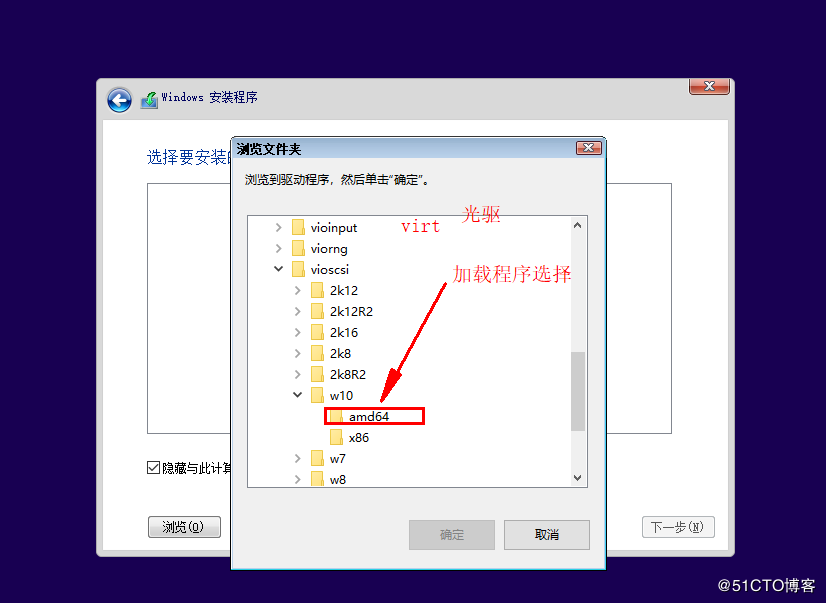 Windows 安装程序
选择要安装的
浏览文件夹
浏览到驱动程序，然后单击“确定”。
光驱
vioinput virt
viorng
vioscsi
加载程序选择
2k12
2k12R2
2k16
2k8
2k8R2
w10
amd64
x86
w7
w8
隐藏与此计算
浏览(O) 下一步(N)
确定 取消
@51CTO博客